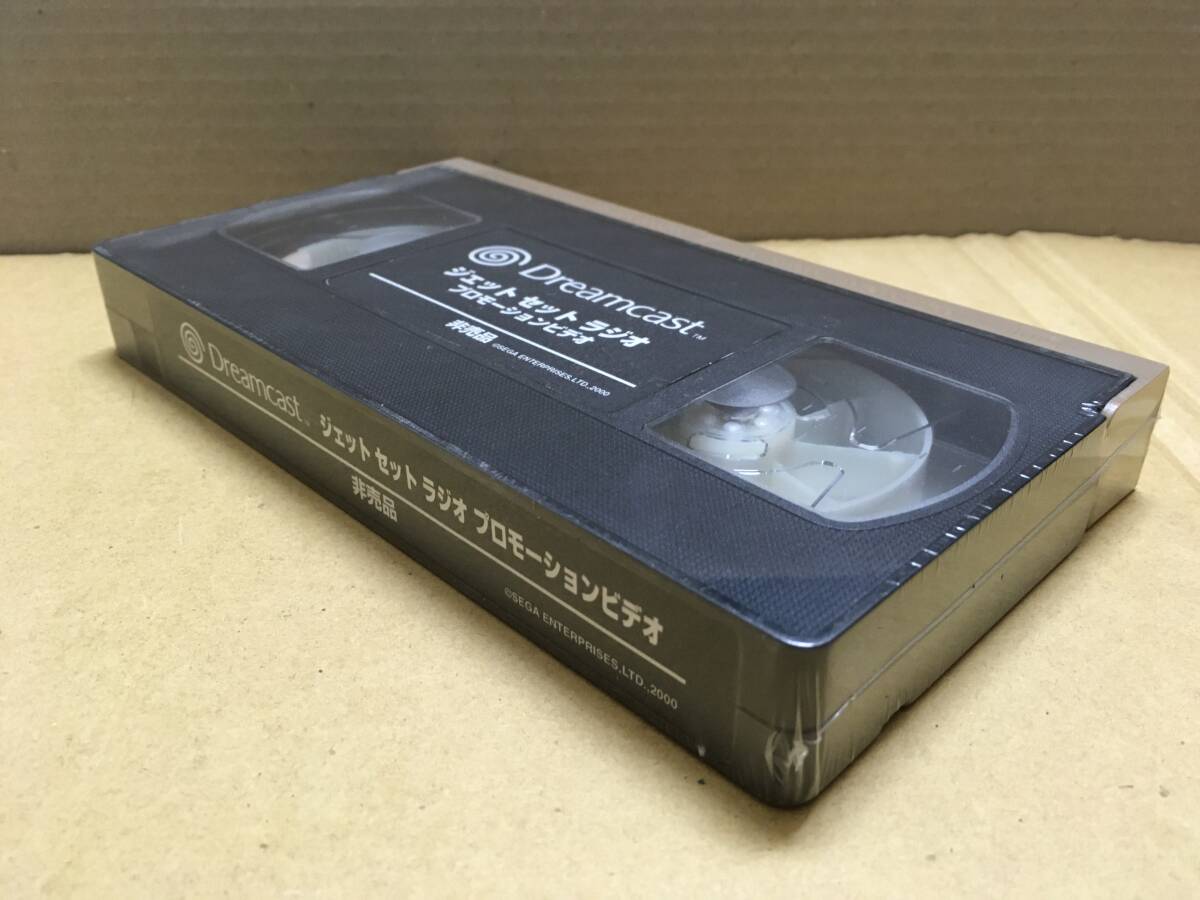 Dreamcast™
ジェット セット ラジオ
プロモーションビデオ
非売品 ©SEGA ENTERPRISES,LTD.,2000
Dreamcast™ ジェット セット ラジオ プロモーションビデオ
非売品 ©SEGA ENTERPRISES,LTD.,2000